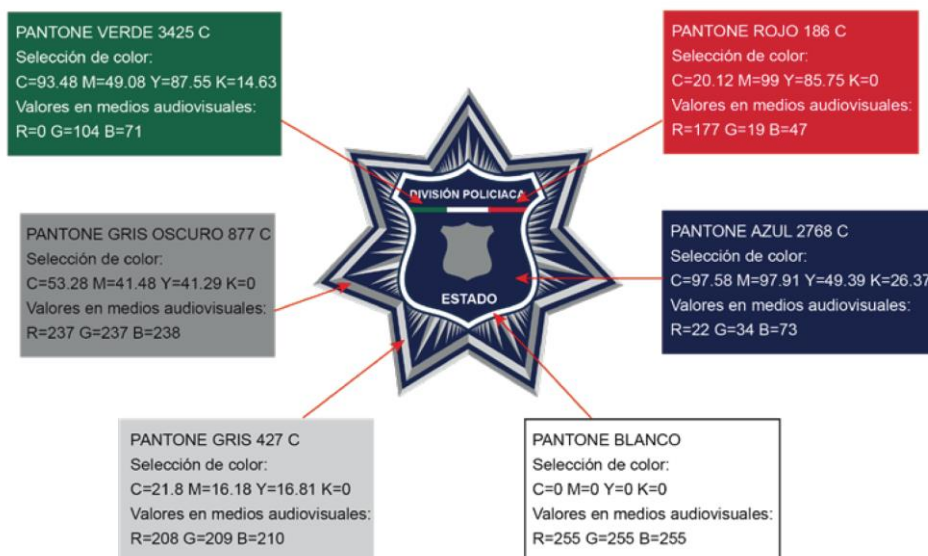 PANTONE VERDE 3425 C
Selección de color:
C=93.48 M=49.08 Y=87.55 K=14.63
Valores en medios audiovisuales:
R=0 G=104 B=71
PANTONE ROJO 186 C
Selección de color:
C=20.12 M=99 Y=85.75 K=0
Valores en medios audiovisuales:
R=177 G=19 B=47
DIVISIÓN POLICIACA
ESTADO
PANTONE GRIS OSCURO 877 C
Selección de color:
C=53.28 M=41.48 Y=41.29 K=0
Valores en medios audiovisuales:
R=237 G=237 B=238
PANTONE AZUL 2768 C
Selección de color:
C=97.58 M=97.91 Y=49.39 K=26.37
Valores en medios audiovisuales:
R=22 G=34 B=73
PANTONE GRIS 427 C
Selección de color:
C=21.8 M=16.18 Y=16.81 K=0
Valores en medios audiovisuales:
R=208 G=209 B=210
PANTONE BLANCO
Selección de color:
C=0 M=0 Y=0 K=0
Valores en medios audiovisuales:
R=255 G=255 B=255